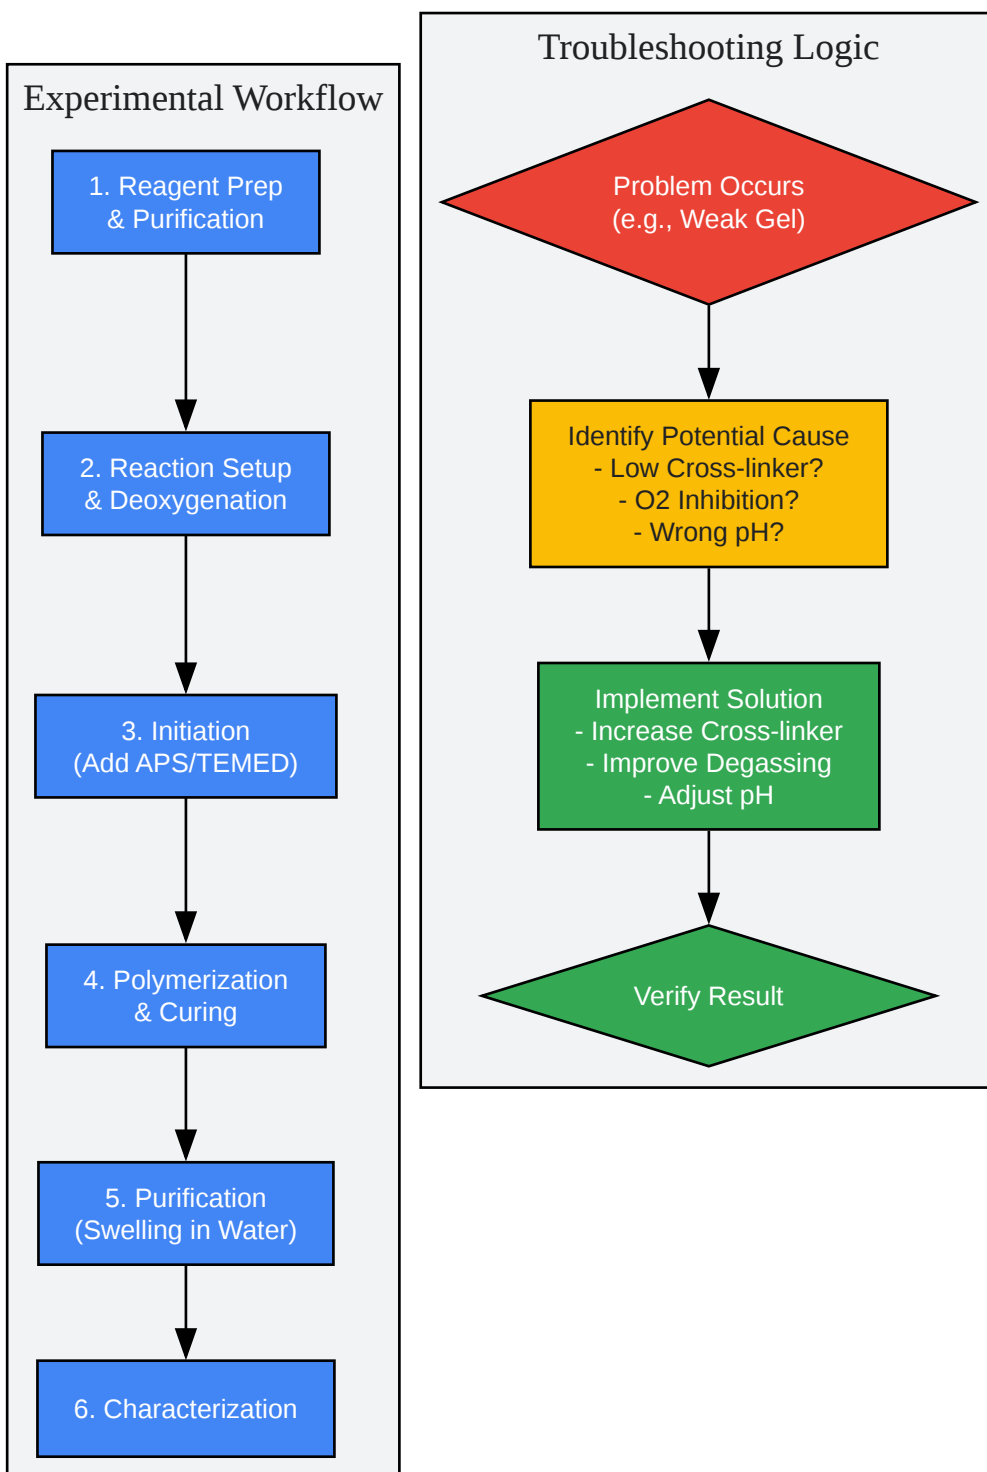 Experimental Workflow
1. Reagent Prep
& Purification
2. Reaction Setup
& Deoxygenation
3. Initiation
(Add APS/TEMED)
4. Polymerization
& Curing
5. Purification
(Swelling in Water)
6. Characterization
Troubleshooting Logic
Problem Occurs
(e.g., Weak Gel)
Identify Potential Cause
- Low Cross-linker?
- O2 Inhibition?
- Wrong pH?
Implement Solution
- Increase Cross-linker
- Improve Degassing
- Adjust pH
Verify Result